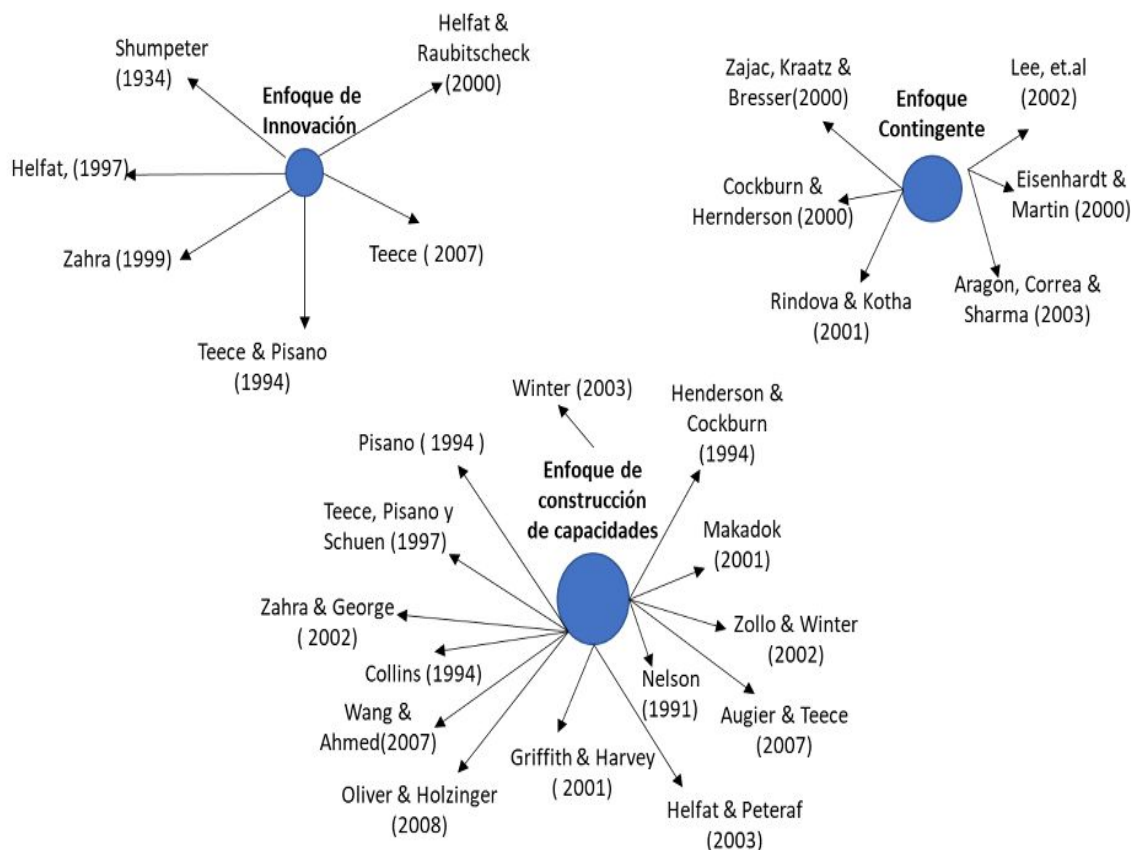 Shumpeter
(1934)
Helfat &
Raubitscheck
(2000)
Enfoque de
Innovación
Helfat, (1997)
Zahra (1999)
Teece ( 2007)
Teece & Pisano
(1994)
Zajac, Kraatz &
Bresser(2000)
Enfoque
Contingente
Lee, et.al
(2002)
Cockburn &
Hernderson (2000)
Eisenhardt &
Martin (2000)
Rindova & Kotha
(2001)
Aragón, Correa &
Sharma (2003)
Winter (2003)
Henderson &
Cockburn
(1994)
Pisano ( 1994 )
Enfoque de
construcción
de capacidades
Teece, Pisano y
Schuen (1997)
Makadok
(2001)
Zahra & George
( 2002)
Zollo & Winter
(2002)
Collins (1994)
Nelson
(1991)
Wang &
Ahmed(2007)
Augier & Teece
(2007)
Griffith & Harvey
( 2001)
Oliver & Holzinger
(2008)
Helfat & Peteraf
(2003)